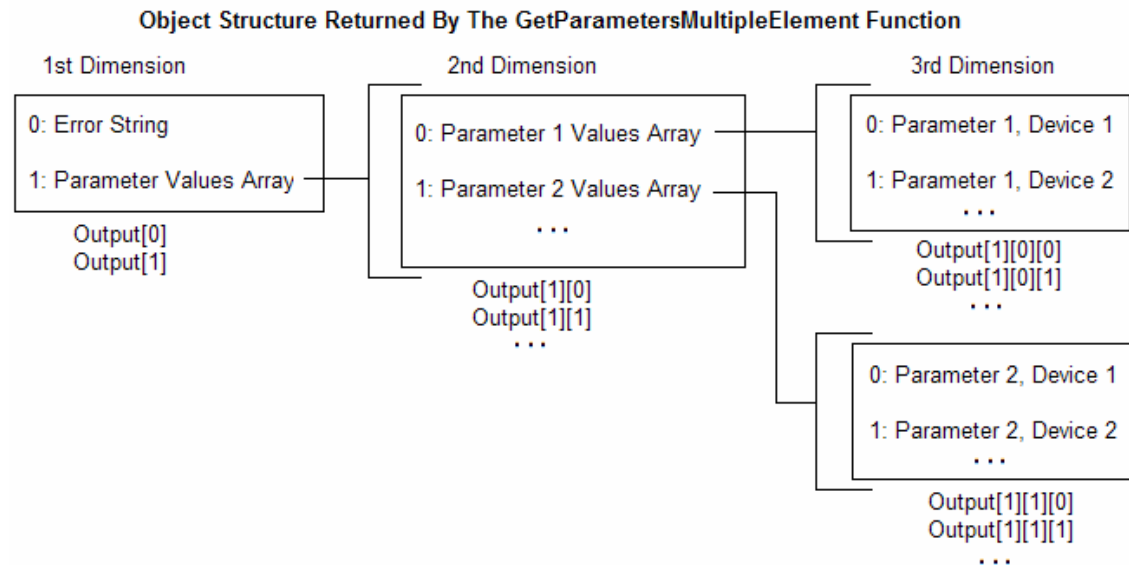 Object Structure Returned By The GetParametersMultipleElement Function
1st Dimension
0: Error String
1: Parameter Values Array
Output[0]
Output[1]
2nd Dimension
0: Parameter 1 Values Array
1: Parameter 2 Values Array
...
Output[1][0]
Output[1][1]
...
3rd Dimension
0: Parameter 1, Device 1
1: Parameter 1, Device 2
...
Output[1][0][0]
Output[1][0][1]
...
0: Parameter 2, Device 1
1: Parameter 2, Device 2
...
Output[1][1][0]
Output[1][1][1]
...